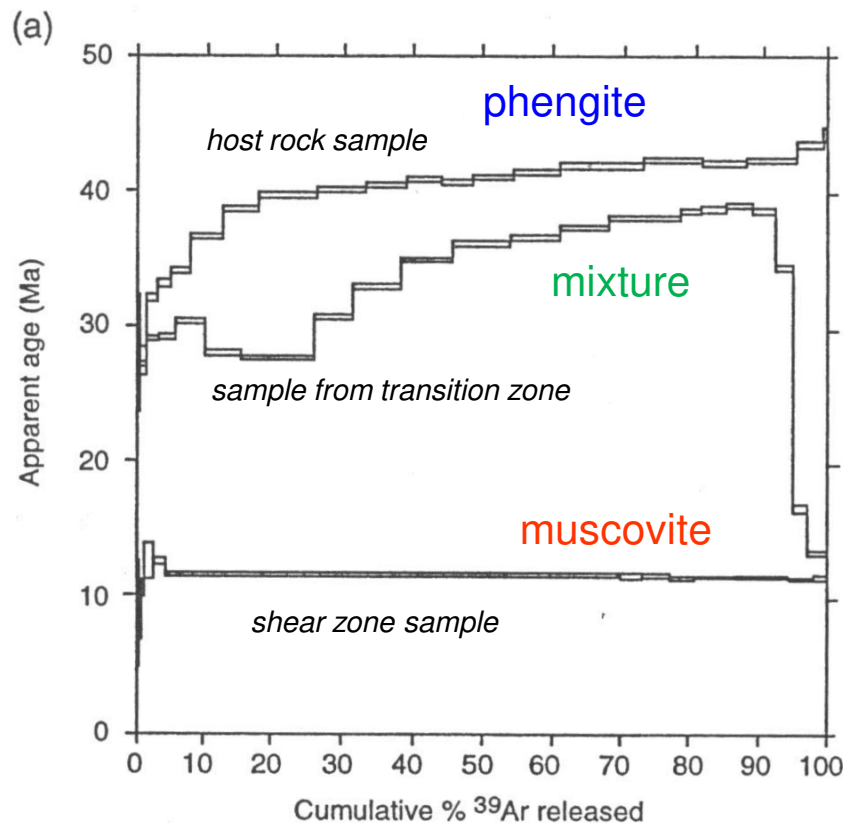 (a)
50
phengite
host rock sample
40
mixture
30
sample from transition zone
20
muscovite
10
shear zone sample
0
0 10 20 30 40 50 60 70 80 90 100
Apparent age (Ma)
Cumulative % ³⁹Ar released